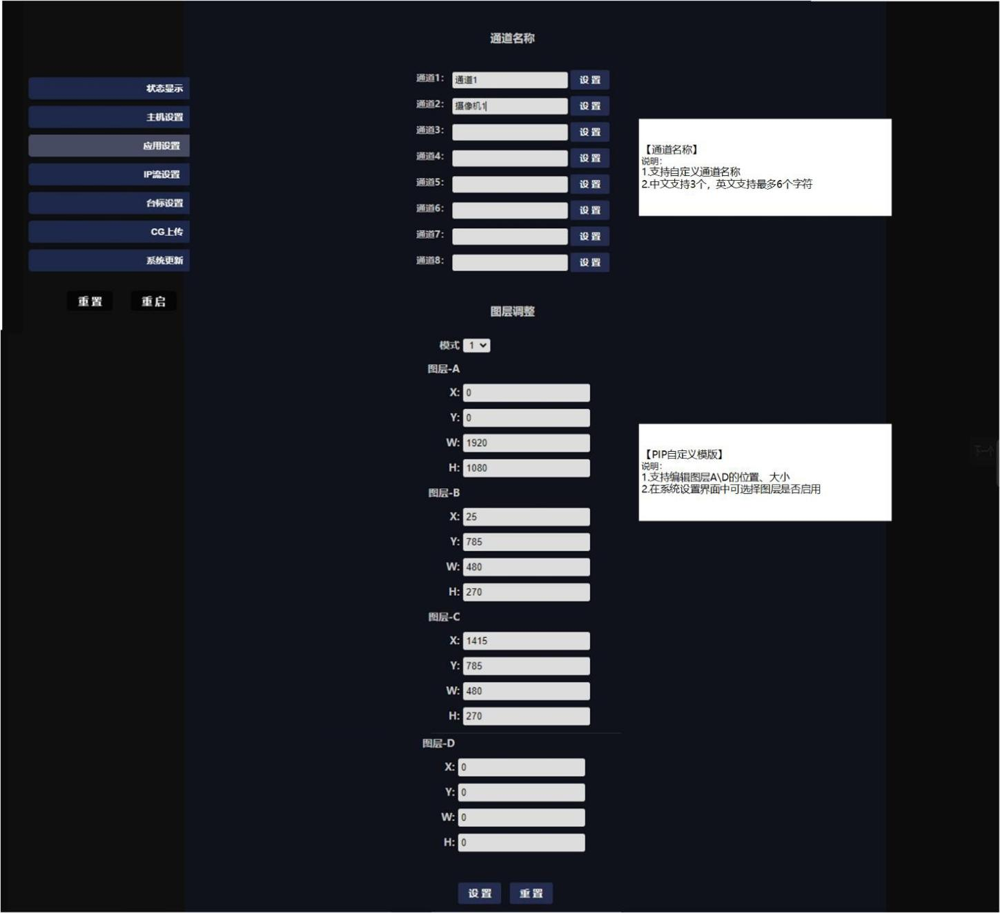 通道名称
状态显示
主机设置
应用设置
IP流设置
台标设置
CG上传
系统更新
重置 重启
通道1: 通道1 设置
通道2: 摄像机1 设置
通道3: 设置
通道4: 设置
通道5: 设置
通道6: 设置
通道7: 设置
通道8: 设置
【通道名称】
说明:
1.支持自定义通道名称
2.中文支持3个，英文支持最多6个字符
图层调整
模式 1
图层-A
X: 0
Y: 0
W: 1920
H: 1080
图层-B
X: 25
Y: 785
W: 480
H: 270
图层-C
X: 1415
Y: 785
W: 480
H: 270
图层-D
X: 0
Y: 0
W: 0
H: 0
设置 重置
【PIP自定义模版】
说明:
1.支持编辑图层A\D的位置、大小
2.在系统设置界面中可选择图层是否启用
下一个